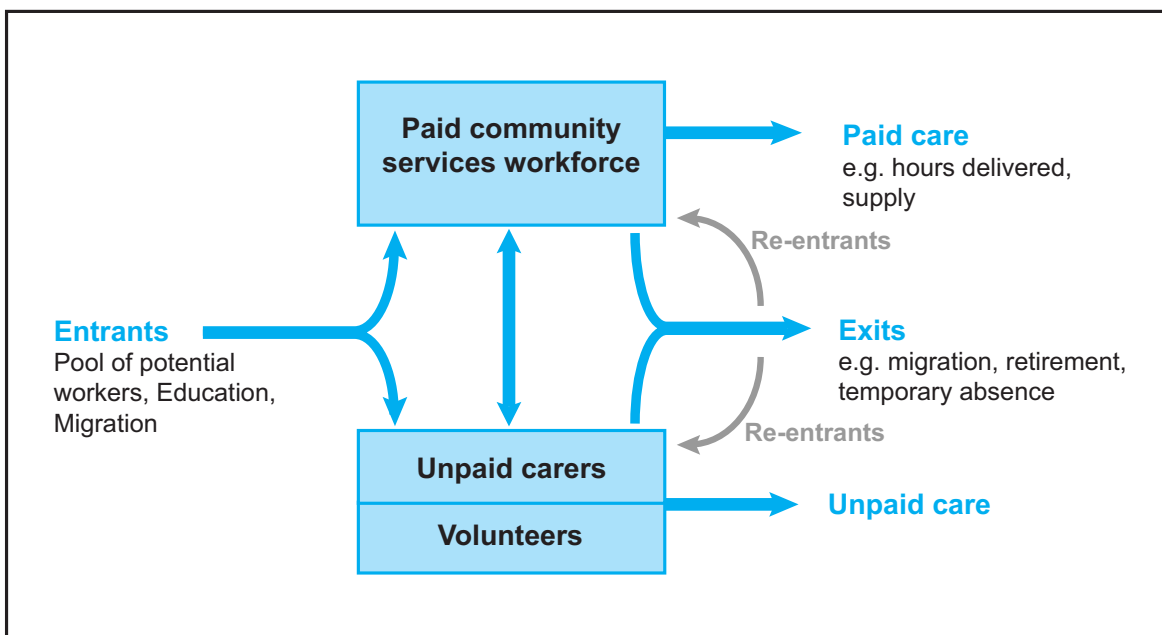 Paid community
services workforce
Paid care
e.g. hours delivered,
supply
Re-entrants
Entrants
Pool of potential
workers, Education,
Migration
Exits
e.g. migration, retirement,
temporary absence
Re-entrants
Unpaid carers
Volunteers
Unpaid care